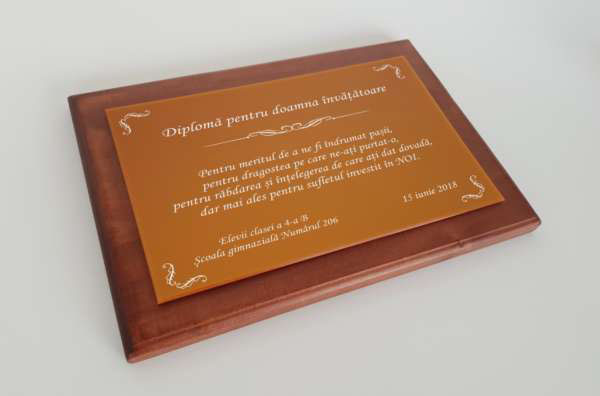 Diplomă pentru doamna învățătoare
Pentru meritul de a ne fi îndrumat pașii,
pentru dragostea pe care ne-ați purtat-o,
pentru răbdarea și înțelegerea de care ați dat dovadă,
dar mai ales pentru sufletul investit în NOI.
15 iunie 2018
Elevii clasei a 4-a B
Școala gimnazială Numărul 206